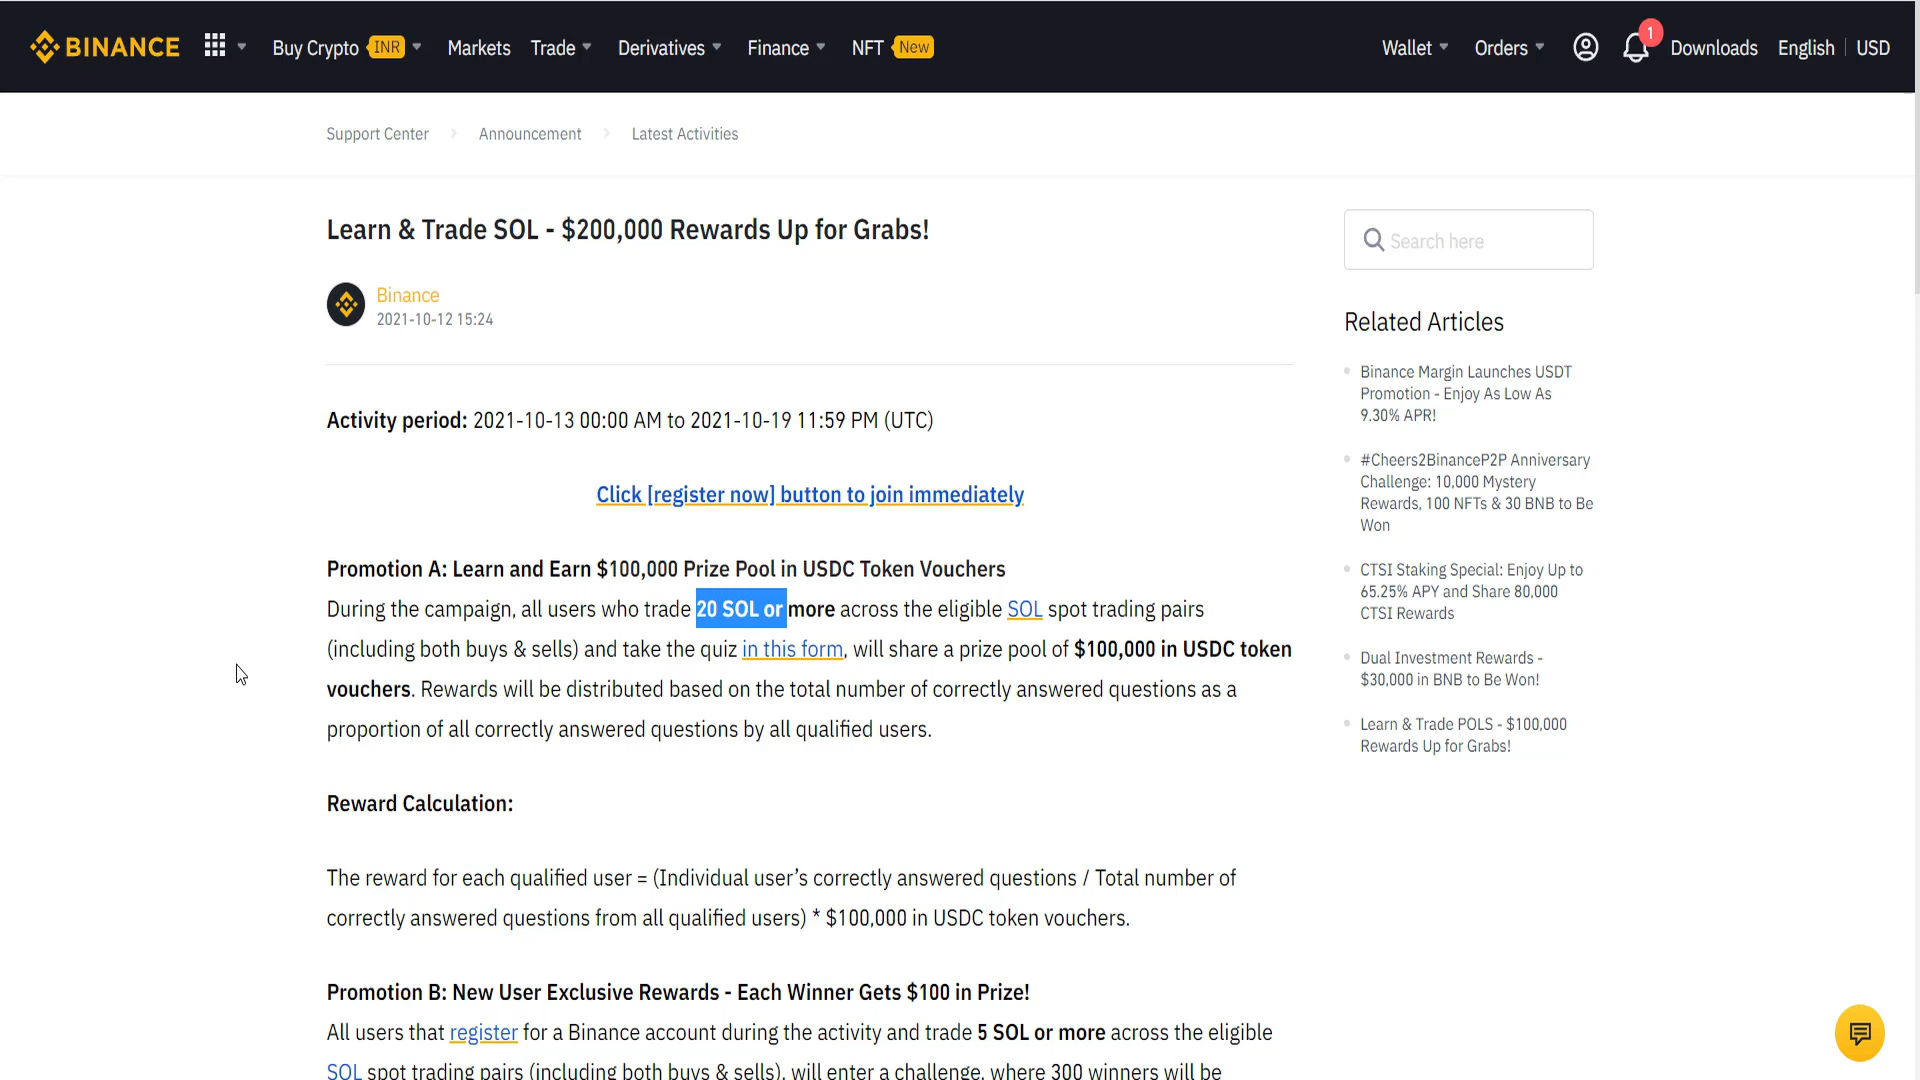 BINANCE
Buy Crypto INR Markets Trade Derivatives Finance NFT New Wallet Orders 1 Downloads English USD
Support Center Announcement Latest Activities
Learn & Trade SOL - $200,000 Rewards Up for Grabs!
Binance
2021-10-12 15:24
Activity period: 2021-10-13 00:00 AM to 2021-10-19 11:59 PM (UTC)
Click [register now] button to join immediately
Promotion A: Learn and Earn $100,000 Prize Pool in USDC Token Vouchers
During the campaign, all users who trade 20 SOL or more across the eligible SOL spot trading pairs
(including both buys & sells) and take the quiz in this form, will share a prize pool of $100,000 in USDC token
vouchers. Rewards will be distributed based on the total number of correctly answered questions as a
proportion of all correctly answered questions by all qualified users.
Reward Calculation:
The reward for each qualified user = (Individual user’s correctly answered questions / Total number of
correctly answered questions from all qualified users) * $100,000 in USDC token vouchers.
Promotion B: New User Exclusive Rewards - Each Winner Gets $100 in Prize!
All users that register for a Binance account during the activity and trade 5 SOL or more across the eligible
SOL spot trading pairs (including both buys & sells), will enter a challenge, where 300 winners will be
Search here
Related Articles
Binance Margin Launches USDT
Promotion - Enjoy As Low As
9.30% APR!
#Cheers2BinanceP2P Anniversary
Challenge: 10,000 Mystery
Rewards, 100 NFTs & 30 BNB to Be
Won
CTSI Staking Special: Enjoy Up to
65.25% APY and Share 80,000
CTSI Rewards
Dual Investment Rewards -
$30,000 in BNB to Be Won!
Learn & Trade POLS - $100,000
Rewards Up for Grabs!